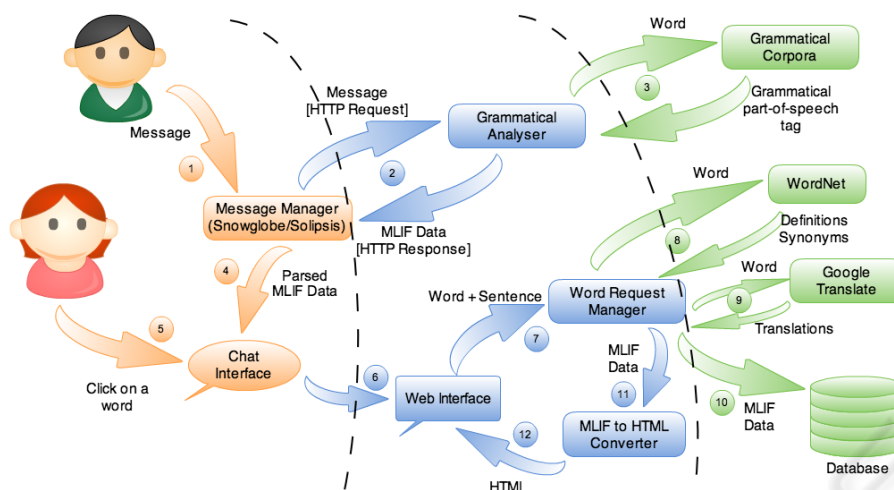 Message
1
Message Manager
(Snowglobe/Solipsis)
Message
[HTTP Request]
2
MLIF Data
[HTTP Response]
Grammatical
Analyser
Word
3
Grammatical
Corpora
Grammatical
part-of-speech
tag
4
Parsed
MLIF Data
5
Click on a
word
Chat
Interface
6
Web Interface
Word + Sentence
7
Word Request
Manager
Word
8
WordNet
Definitions
Synonyms
Word
9
Google
Translate
Translations
10
MLIF
Data
Database
MLIF
Data
11
MLIF to HTML
Converter
12
HTML